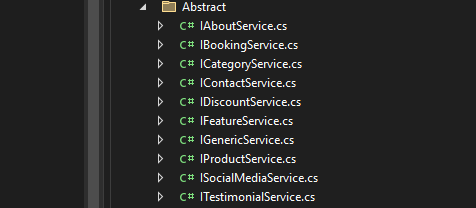 Abstract
C# IAboutService.cs
C# IBookingService.cs
C# ICategoryService.cs
C# IContactService.cs
C# IDiscountService.cs
C# IFeatureService.cs
C# IGenericService.cs
C# IProductService.cs
C# ISocialMediaService.cs
C# ITestimonialService.cs